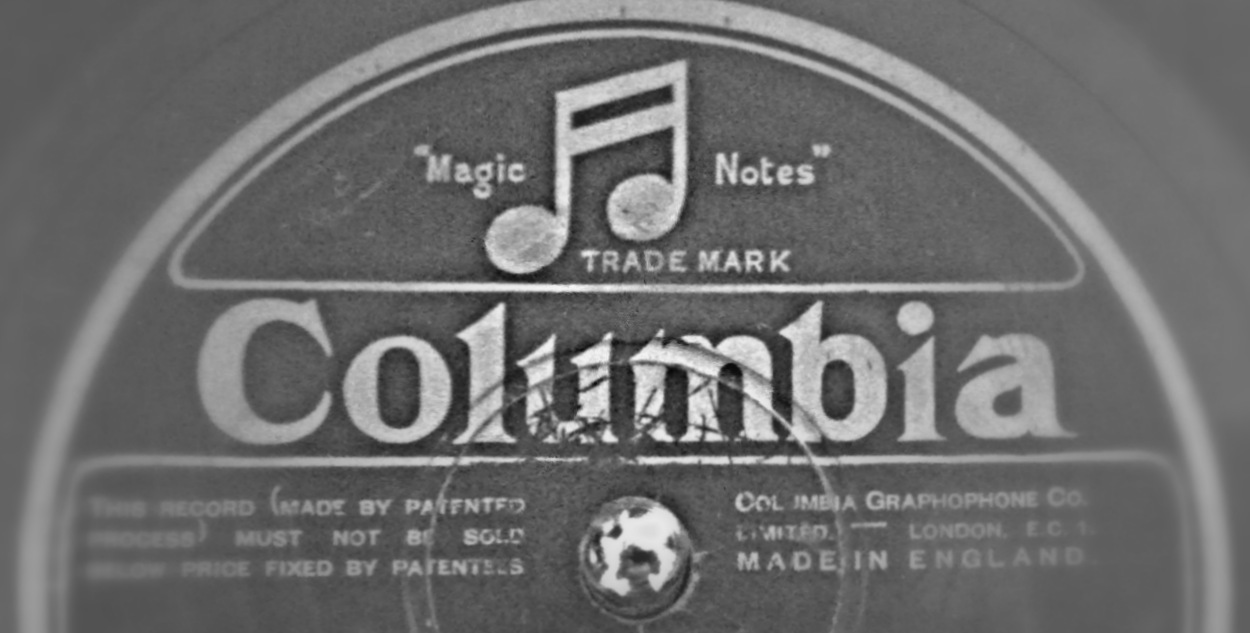 “Magic Notes”
TRADE MARK
Columbia
THIS RECORD (MADE BY PATENTED
PROCESS) MUST NOT BE SOLD
BELOW PRICE FIXED BY PATENTEES
COLUMBIA GRAPHOPHONE CO.
LIMITED. — LONDON. E.C.1.
MADE IN ENGLAND.